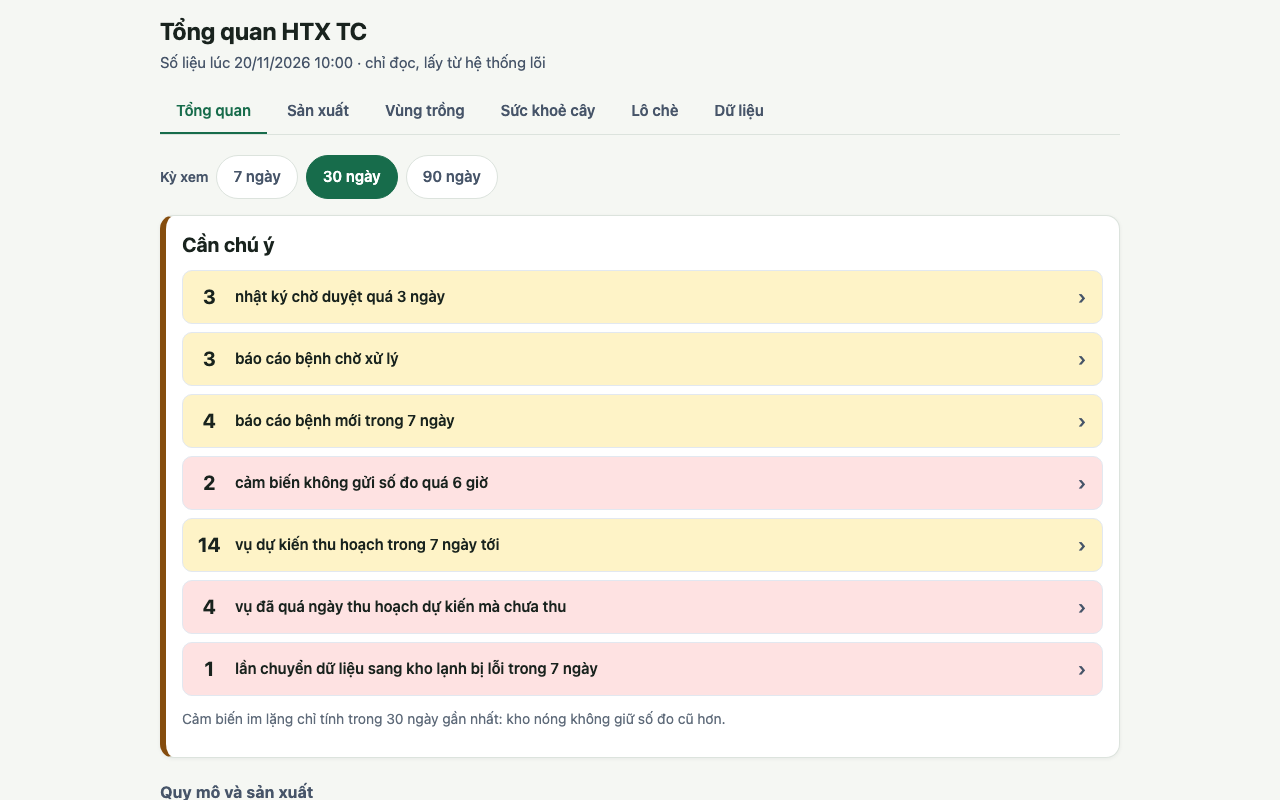 Tổng quan HTX TC
Số liệu lúc 20/11/2026 10:00 · chỉ đọc, lấy từ hệ thống lõi
Tổng quan Sản xuất Vùng trồng Sức khoẻ cây Lô chè Dữ liệu
Kỳ xem 7 ngày 30 ngày 90 ngày
Cần chú ý
3 nhật ký chờ duyệt quá 3 ngày ›
3 báo cáo bệnh chờ xử lý ›
4 báo cáo bệnh mới trong 7 ngày ›
2 cảm biến không gửi số đo quá 6 giờ ›
14 vụ dự kiến thu hoạch trong 7 ngày tới ›
4 vụ đã quá ngày thu hoạch dự kiến mà chưa thu ›
1 lần chuyển dữ liệu sang kho lạnh bị lỗi trong 7 ngày ›
Cảm biến im lặng chỉ tính trong 30 ngày gần nhất: kho nóng không giữ số đo cũ hơn.
Quy mô và sản xuất